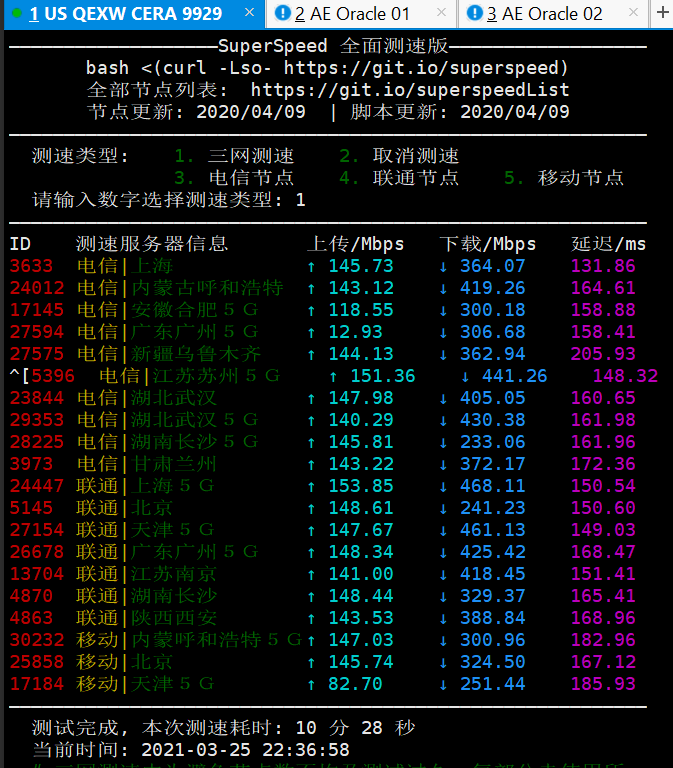 1 US QEXW CERA 9929 × 2 AE Oracle 01 × 3 AE Oracle 02 × +
SuperSpeed 全面测速版
bash <(curl -Lso- https://git.io/superspeed)
全部节点列表: https://git.io/superspeedList
节点更新: 2020/04/09 | 脚本更新: 2020/04/09
测速类型: 1. 三网测速 2. 取消测速
3. 电信节点 4. 联通节点 5. 移动节点
请输入数字选择测速类型: 1
ID 测速服务器信息 上传/Mbps 下载/Mbps 延迟/ms
3633 电信|上海 ↑ 145.73 ↓ 364.07 131.86
24012 电信|内蒙古呼和浩特 ↑ 143.12 ↓ 419.26 164.61
17145 电信|安徽合肥5G ↑ 118.55 ↓ 300.18 158.88
27594 电信|广东广州5G ↑ 12.93 ↓ 306.68 158.41
27575 电信|新疆乌鲁木齐 ↑ 144.13 ↓ 362.94 205.93
^[5396 电信|江苏苏州5G ↑ 151.36 ↓ 441.26 148.32
23844 电信|湖北武汉 ↑ 147.98 ↓ 405.05 160.65
29353 电信|湖北武汉5G ↑ 140.29 ↓ 430.38 161.98
28225 电信|湖南长沙5G ↑ 145.81 ↓ 233.06 161.96
3973 电信|甘肃兰州 ↑ 143.22 ↓ 372.17 172.36
24447 联通|上海5G ↑ 153.85 ↓ 468.11 150.54
5145 联通|北京 ↑ 148.61 ↓ 241.23 150.60
27154 联通|天津5G ↑ 147.67 ↓ 461.13 149.03
26678 联通|广东广州5G ↑ 148.34 ↓ 425.42 168.47
13704 联通|江苏南京 ↑ 141.00 ↓ 418.45 151.41
4870 联通|湖南长沙 ↑ 148.44 ↓ 329.37 165.41
4863 联通|陕西西安 ↑ 143.53 ↓ 388.84 168.96
30232 移动|内蒙呼和浩特5G ↑ 147.03 ↓ 300.96 182.96
25858 移动|北京 ↑ 145.74 ↓ 324.50 167.12
17184 移动|天津5G ↑ 82.70 ↓ 251.44 185.93
测试完成, 本次测速耗时: 10 分 28 秒
当前时间: 2021-03-25 22:36:58